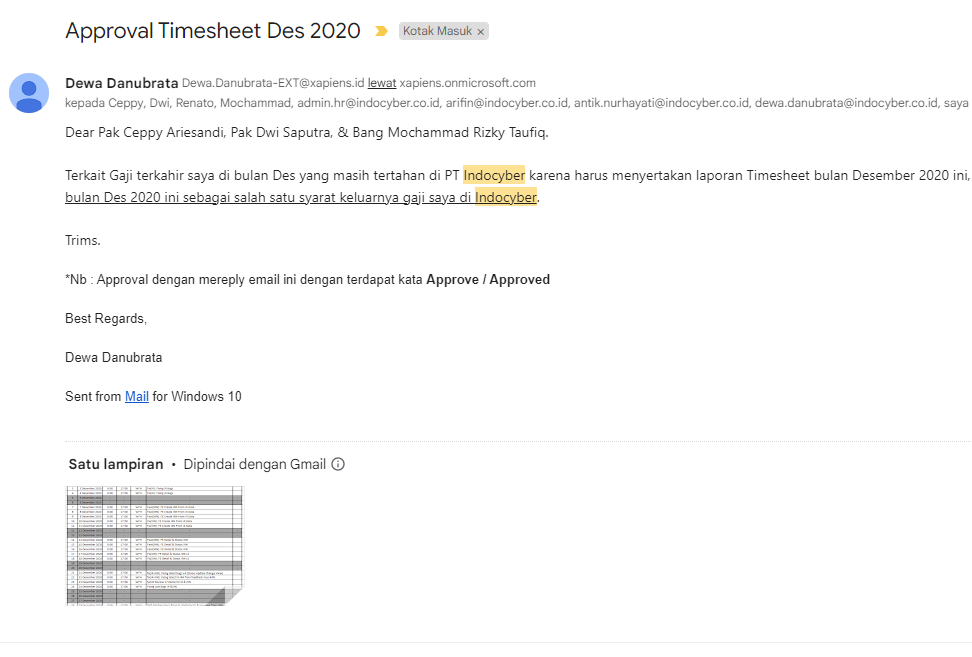 Approval Timesheet Des 2020
Kotak Masuk ×
Dewa Danubrata Dewa.Danubrata-EXT@xapiens.id lewat xapiens.onmicrosoft.com
kepada Ceppy, Dwi, Renato, Mochammad, admin.hr@indocyber.co.id, arifin@indocyber.co.id, antik.nurhayati@indocyber.co.id, dewa.danubrata@indocyber.co.id, saya
Dear Pak Ceppy Ariesandi, Pak Dwi Saputra, & Bang Mochammad Rizky Taufiq.
Terkait Gaji terkahir saya di bulan Des yang masih tertahan di PT Indocyber karena harus menyertakan laporan Timesheet bulan Desember 2020 ini,
bulan Des 2020 ini sebagai salah satu syarat keluarnya gaji saya di Indocyber.
Trims.
*Nb : Approval dengan mereply email ini dengan terdapat kata Approve / Approved
Best Regards,
Dewa Danubrata
Sent from Mail for Windows 10
Satu lampiran • Dipindai dengan Gmail